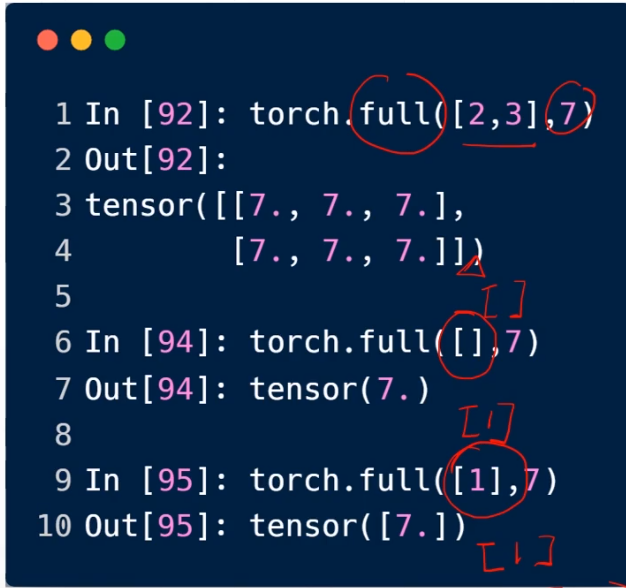 1 In [92]: torch.full([2,3],7)
2 Out[92]:
3 tensor([[7., 7., 7.],
4         [7., 7., 7.]])
5
[]
6 In [94]: torch.full([],7)
7 Out[94]: tensor(7.)
8
[1]
9 In [95]: torch.full([1],7)
10 Out[95]: tensor([7.])
[1]